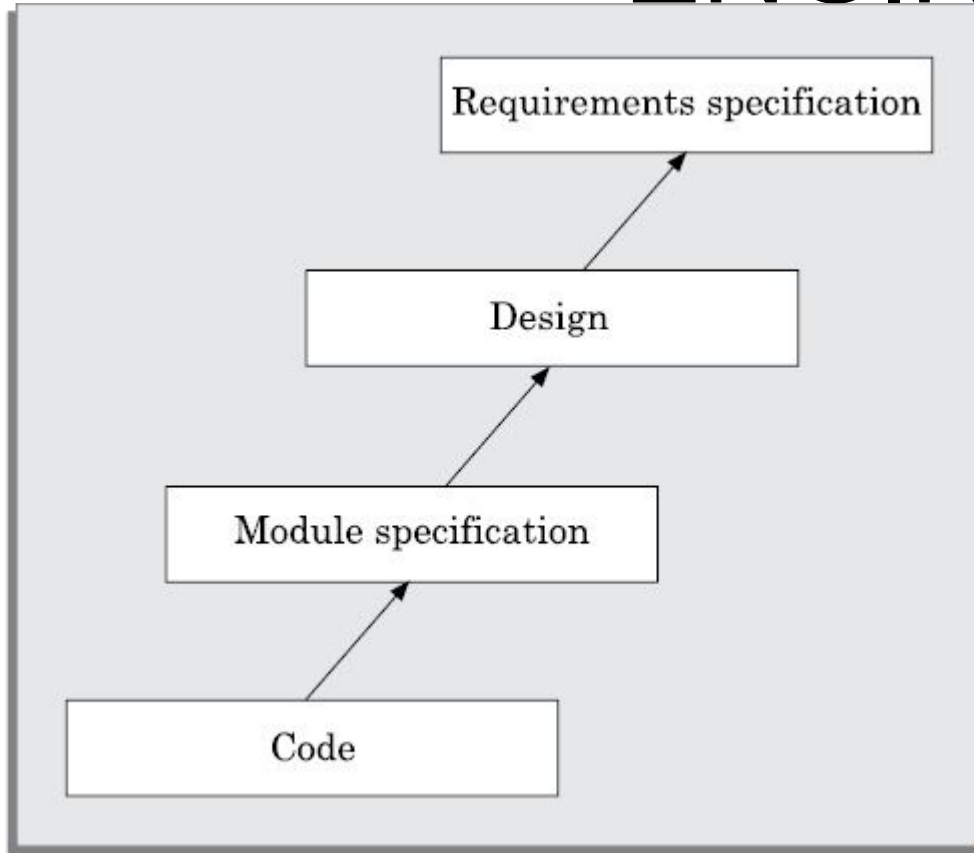 Requirements specification
Design
Module specification
Code